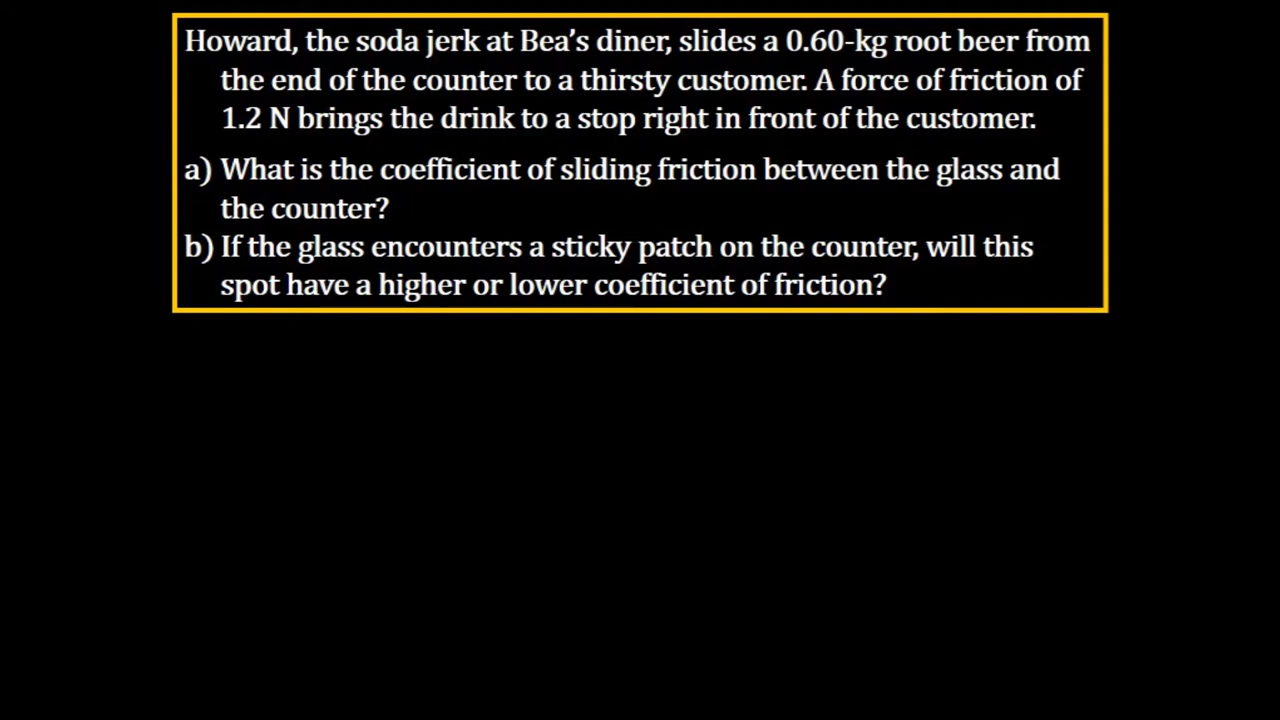 Howard, the soda jerk at Bea’s diner, slides a 0.60-kg root beer from
the end of the counter to a thirsty customer. A force of friction of
1.2 N brings the drink to a stop right in front of the customer.
a) What is the coefficient of sliding friction between the glass and
the counter?
b) If the glass encounters a sticky patch on the counter, will this
spot have a higher or lower coefficient of friction?